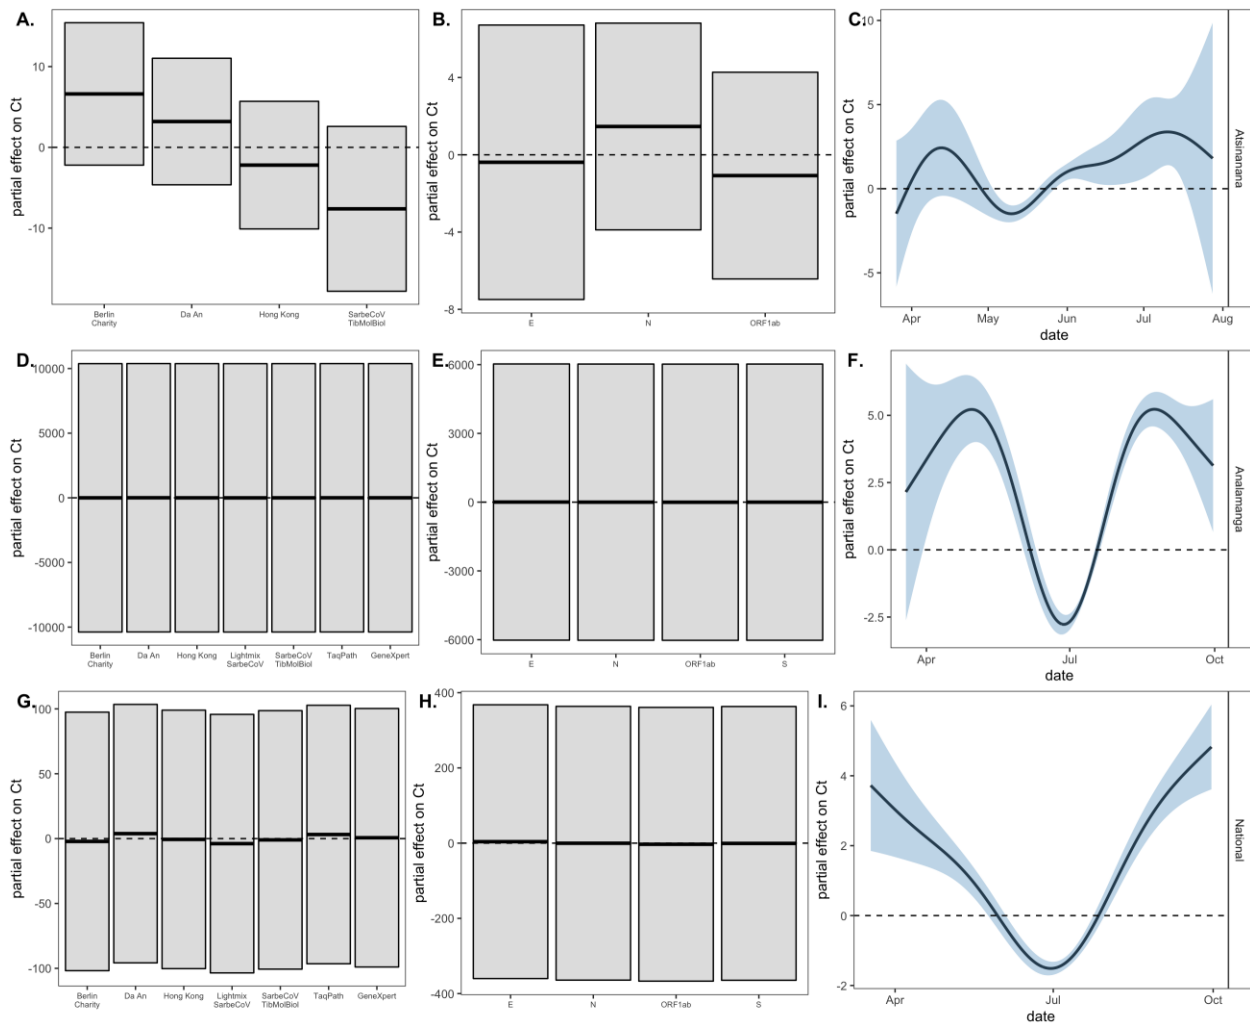 A.
partial effect on Ct
10
0
-10
Berlin
Charity
Da An
Hong Kong
SarbeCoV
TibMolBiol
B.
partial effect on Ct
4
0
-4
-8
E
N
ORF1ab
C.
partial effect on Ct
10
5
0
-5
Apr
May
Jun
Jul
Aug
date
Atsinanana
D.
partial effect on Ct
10000
5000
0
-5000
-10000
Berlin
Charity
Da An
Hong Kong
Lightmix
SarbeCoV
SarbeCoV
TibMolBiol
TaqPath
GeneXpert
E.
partial effect on Ct
6000
3000
0
-3000
-6000
E
N
ORF1ab
S
F.
partial effect on Ct
5.0
2.5
0.0
-2.5
Apr
Jul
Oct
date
Analamanga
G.
partial effect on Ct
100
50
0
-50
-100
Berlin
Charity
Da An
Hong Kong
Lightmix
SarbeCoV
SarbeCoV
TibMolBiol
TaqPath
GeneXpert
H.
partial effect on Ct
400
200
0
-200
-400
E
N
ORF1ab
S
I.
partial effect on Ct
6
4
2
0
-2
Apr
Jul
Oct
date
National